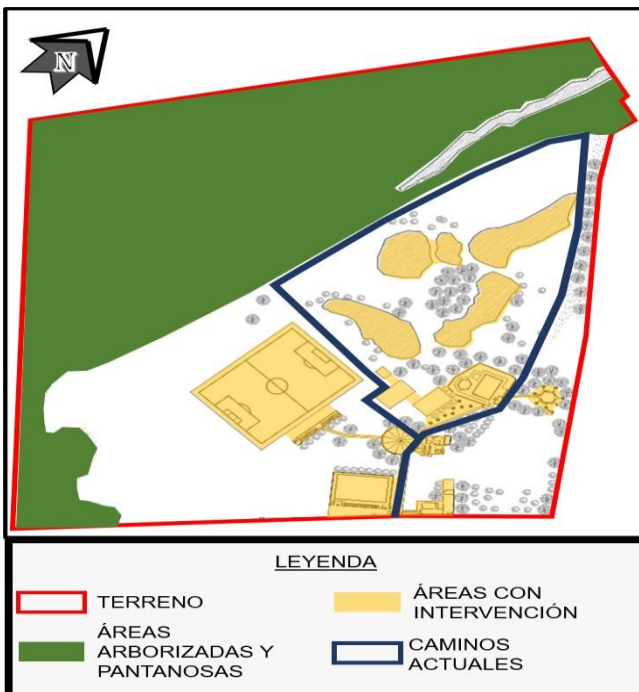 N
LEYENDA
TERRENO
ÁREAS CON
INTERVENCIÓN
ÁREAS
ARBORIZADAS Y
PANTANOSAS
CAMINOS
ACTUALES